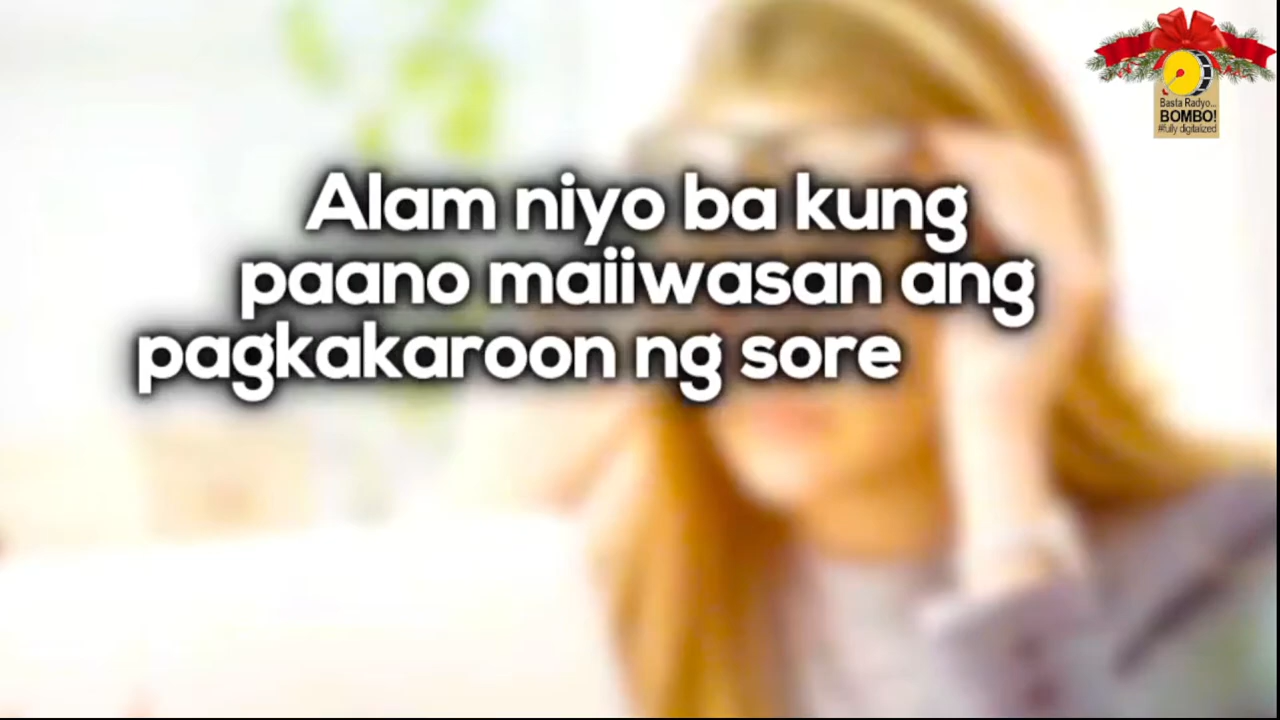 Alam niyo ba kung
paano maiiwasan ang
pagkakaroon ng sore
Basta Radyo...
BOMBO!
#fully digitalized